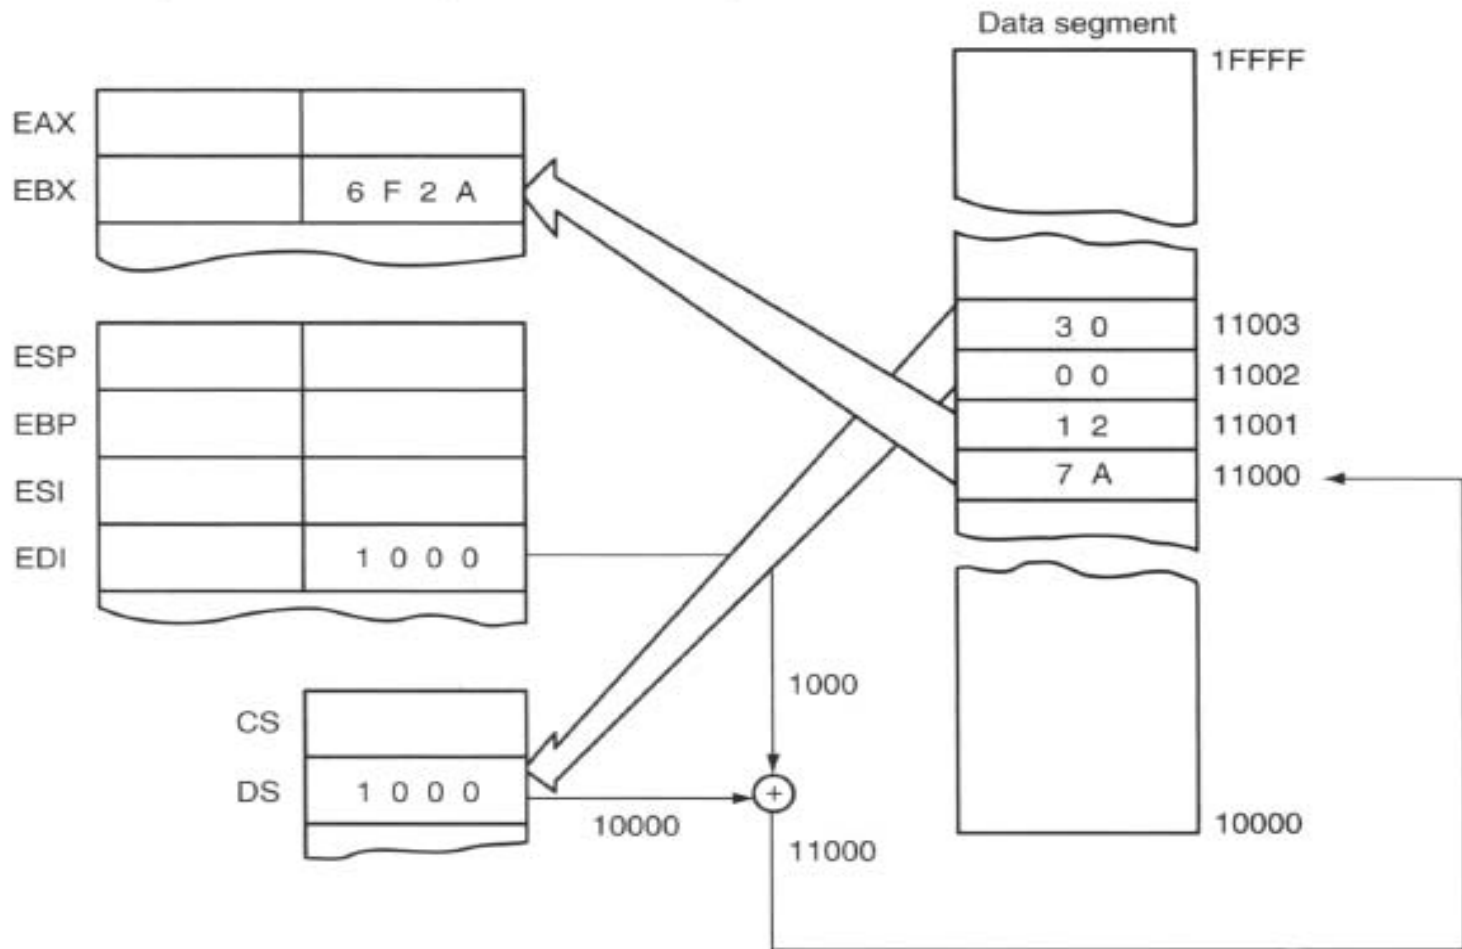 Data segment
1FFFF
EAX
EBX 6 F 2 A
ESP
EBP
ESI
EDI 1 0 0 0
3 0 11003
0 0 11002
1 2 11001
7 A 11000
1000
CS
DS 1 0 0 0
10000
+
11000
10000